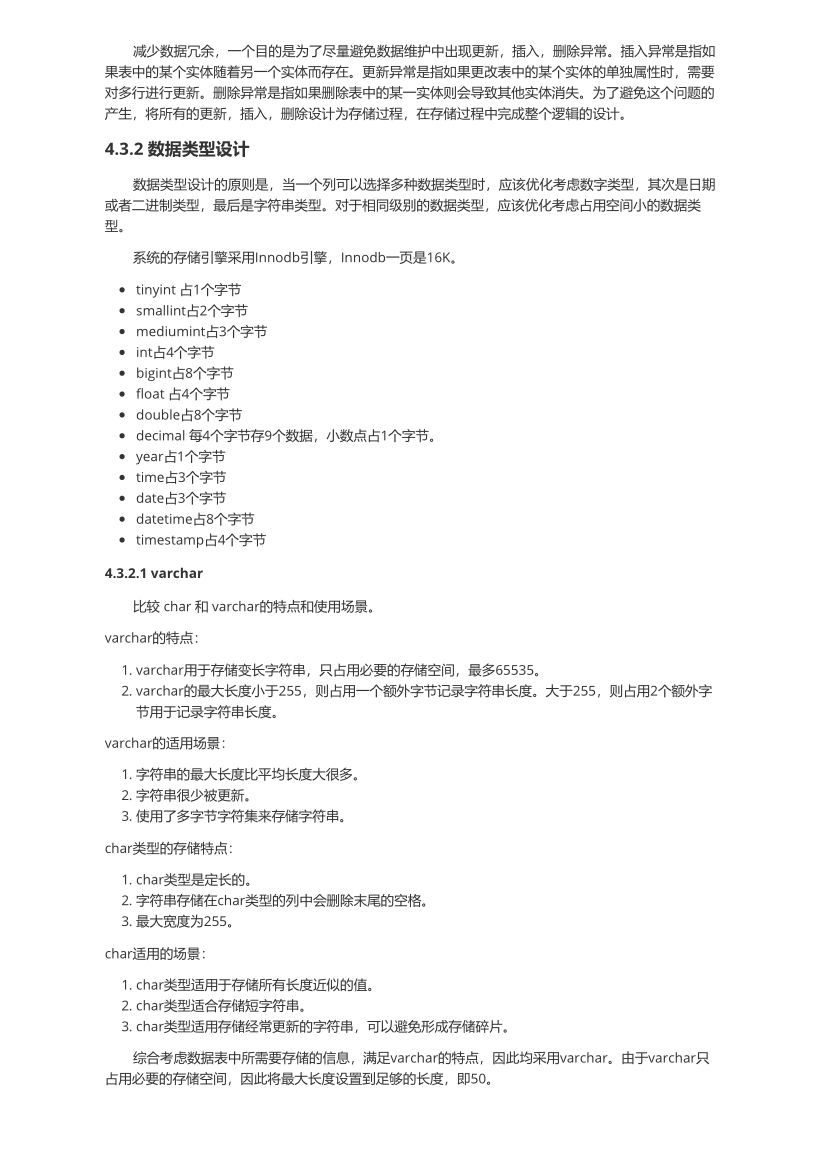 减少数据冗余，一个目的是为了尽量避免数据维护中出现更新，插入，删除异常。插入异常是指如
果表中的某个实体随着另一个实体而存在。更新异常是指如果更改表中的某个实体的单独属性时，需要
对多行进行更新。删除异常是指如果删除表中的某一实体则会导致其他实体消失。为了避免这个问题的
产生，将所有的更新，插入，删除设计为存储过程，在存储过程中完成整个逻辑的设计。
4.3.2 数据类型设计
数据类型设计的原则是，当一个列可以选择多种数据类型时，应该优化考虑数字类型，其次是日期
或者二进制类型，最后是字符串类型。对于相同级别的数据类型，应该优化考虑占用空间小的数据类
型。
系统的存储引擎采用Innodb引擎，Innodb一页是16K。
• tinyint 占1个字节
• smallint占2个字节
• mediumint占3个字节
• int占4个字节
• bigint占8个字节
• float 占4个字节
• double占8个字节
• decimal 每4个字节存9个数据，小数点占1个字节。
• year占1个字节
• time占3个字节
• date占3个字节
• datetime占8个字节
• timestamp占4个字节
4.3.2.1 varchar
比较 char 和 varchar的特点和使用场景。
varchar的特点：
1. varchar用于存储变长字符串，只占用必要的存储空间，最多65535。
2. varchar的最大长度小于255，则占用一个额外字节记录字符串长度。大于255，则占用2个额外字
节用于记录字符串长度。
varchar的适用场景：
1. 字符串的最大长度比平均长度大很多。
2. 字符串很少被更新。
3. 使用了多字节字符集来存储字符串。
char类型的存储特点：
1. char类型是定长的。
2. 字符串存储在char类型的列中会删除末尾的空格。
3. 最大宽度为255。
char适用的场景：
1. char类型适用于存储所有长度近似的值。
2. char类型适合存储短字符串。
3. char类型适用存储经常更新的字符串，可以避免形成存储碎片。
综合考虑数据表中所需要存储的信息，满足varchar的特点，因此均采用varchar。由于varchar只
占用必要的存储空间，因此将最大长度设置到足够的长度，即50。